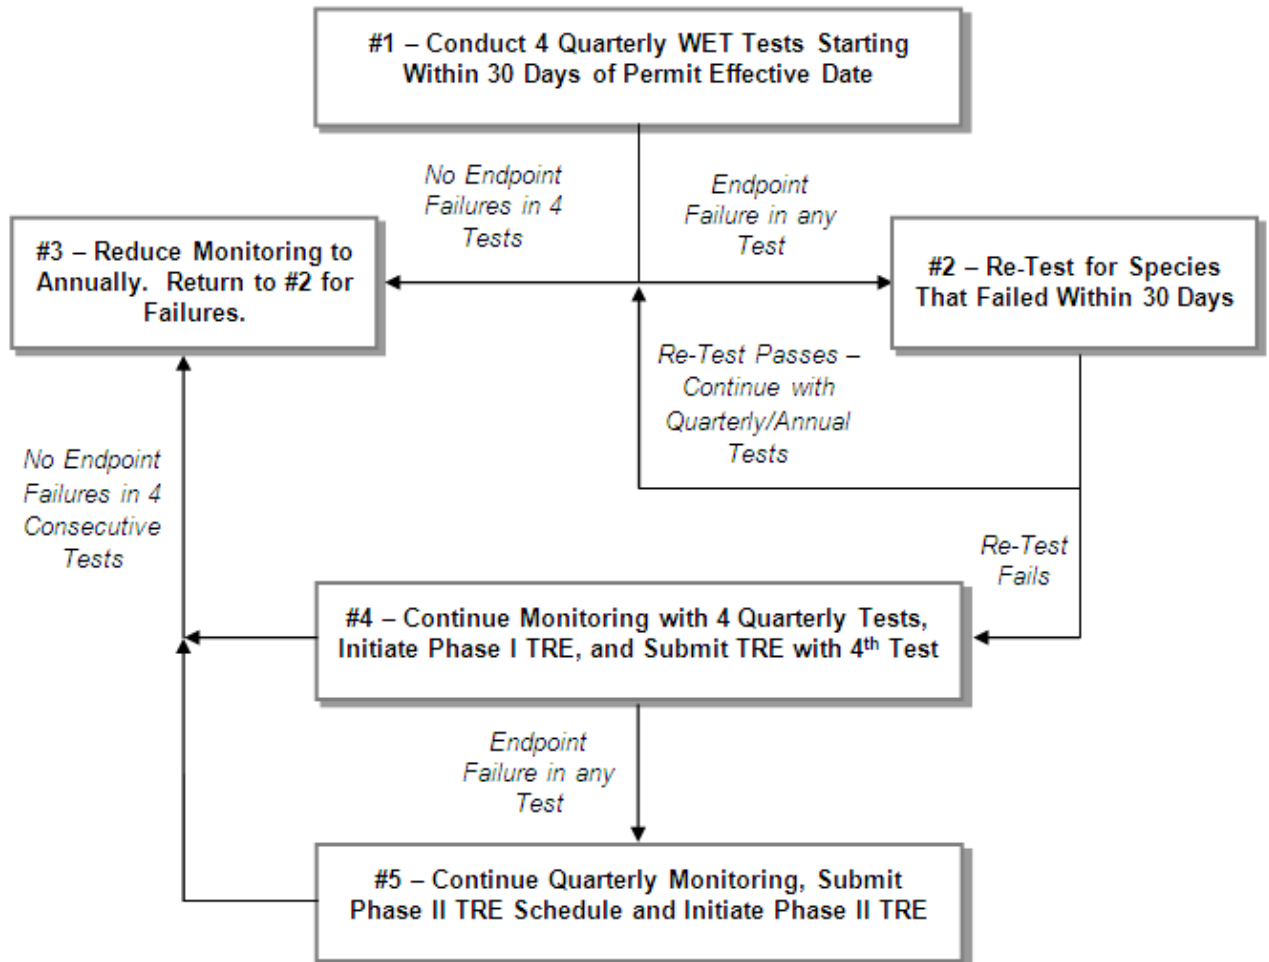 #1 – Conduct 4 Quarterly WET Tests Starting
Within 30 Days of Permit Effective Date
No Endpoint
Failures in 4
Tests
Endpoint
Failure in any
Test
#3 – Reduce Monitoring to
Annually. Return to #2 for
Failures.
#2 – Re-Test for Species
That Failed Within 30 Days
Re-Test Passes –
Continue with
Quarterly/Annual
Tests
No Endpoint
Failures in 4
Consecutive
Tests
Re-Test
Fails
#4 – Continue Monitoring with 4 Quarterly Tests,
Initiate Phase I TRE, and Submit TRE with 4th Test
Endpoint
Failure in any
Test
#5 – Continue Quarterly Monitoring, Submit
Phase II TRE Schedule and Initiate Phase II TRE